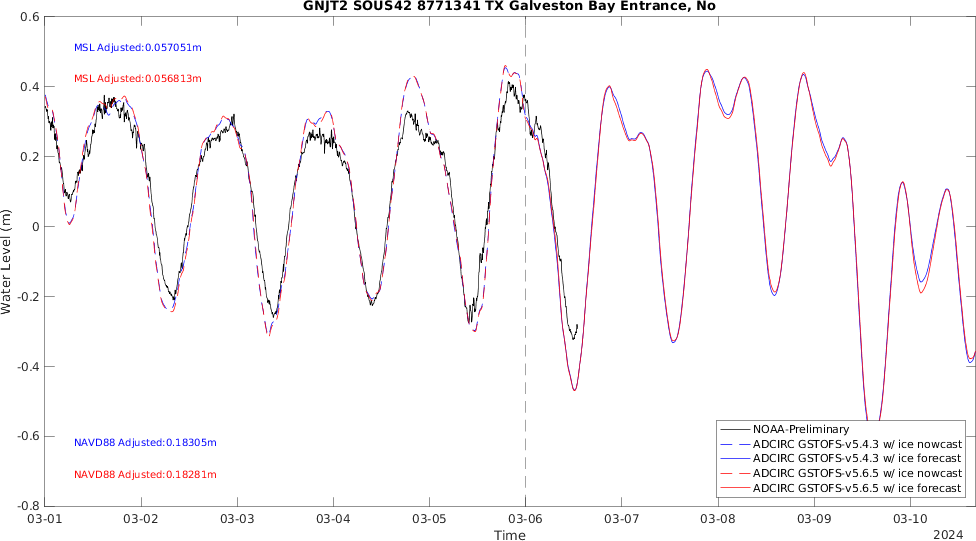 GNJT2 SOUS42 8771341 TX Galveston Bay Entrance, No
0.6
MSL Adjusted:0.057051m
MSL Adjusted:0.056813m
0.4
0.2
0
-0.2
-0.4
-0.6
-0.8
Water Level (m)
NAVD88 Adjusted:0.18305m
NAVD88 Adjusted:0.18281m
NOAA-Preliminary
ADCIRC GSTOFS-v5.4.3 w/ ice nowcast
ADCIRC GSTOFS-v5.4.3 w/ ice forecast
ADCIRC GSTOFS-v5.6.5 w/ ice nowcast
ADCIRC GSTOFS-v5.6.5 w/ ice forecast
03-01 03-02 03-03 03-04 03-05 03-06 03-07 03-08 03-09 03-10
Time
2024